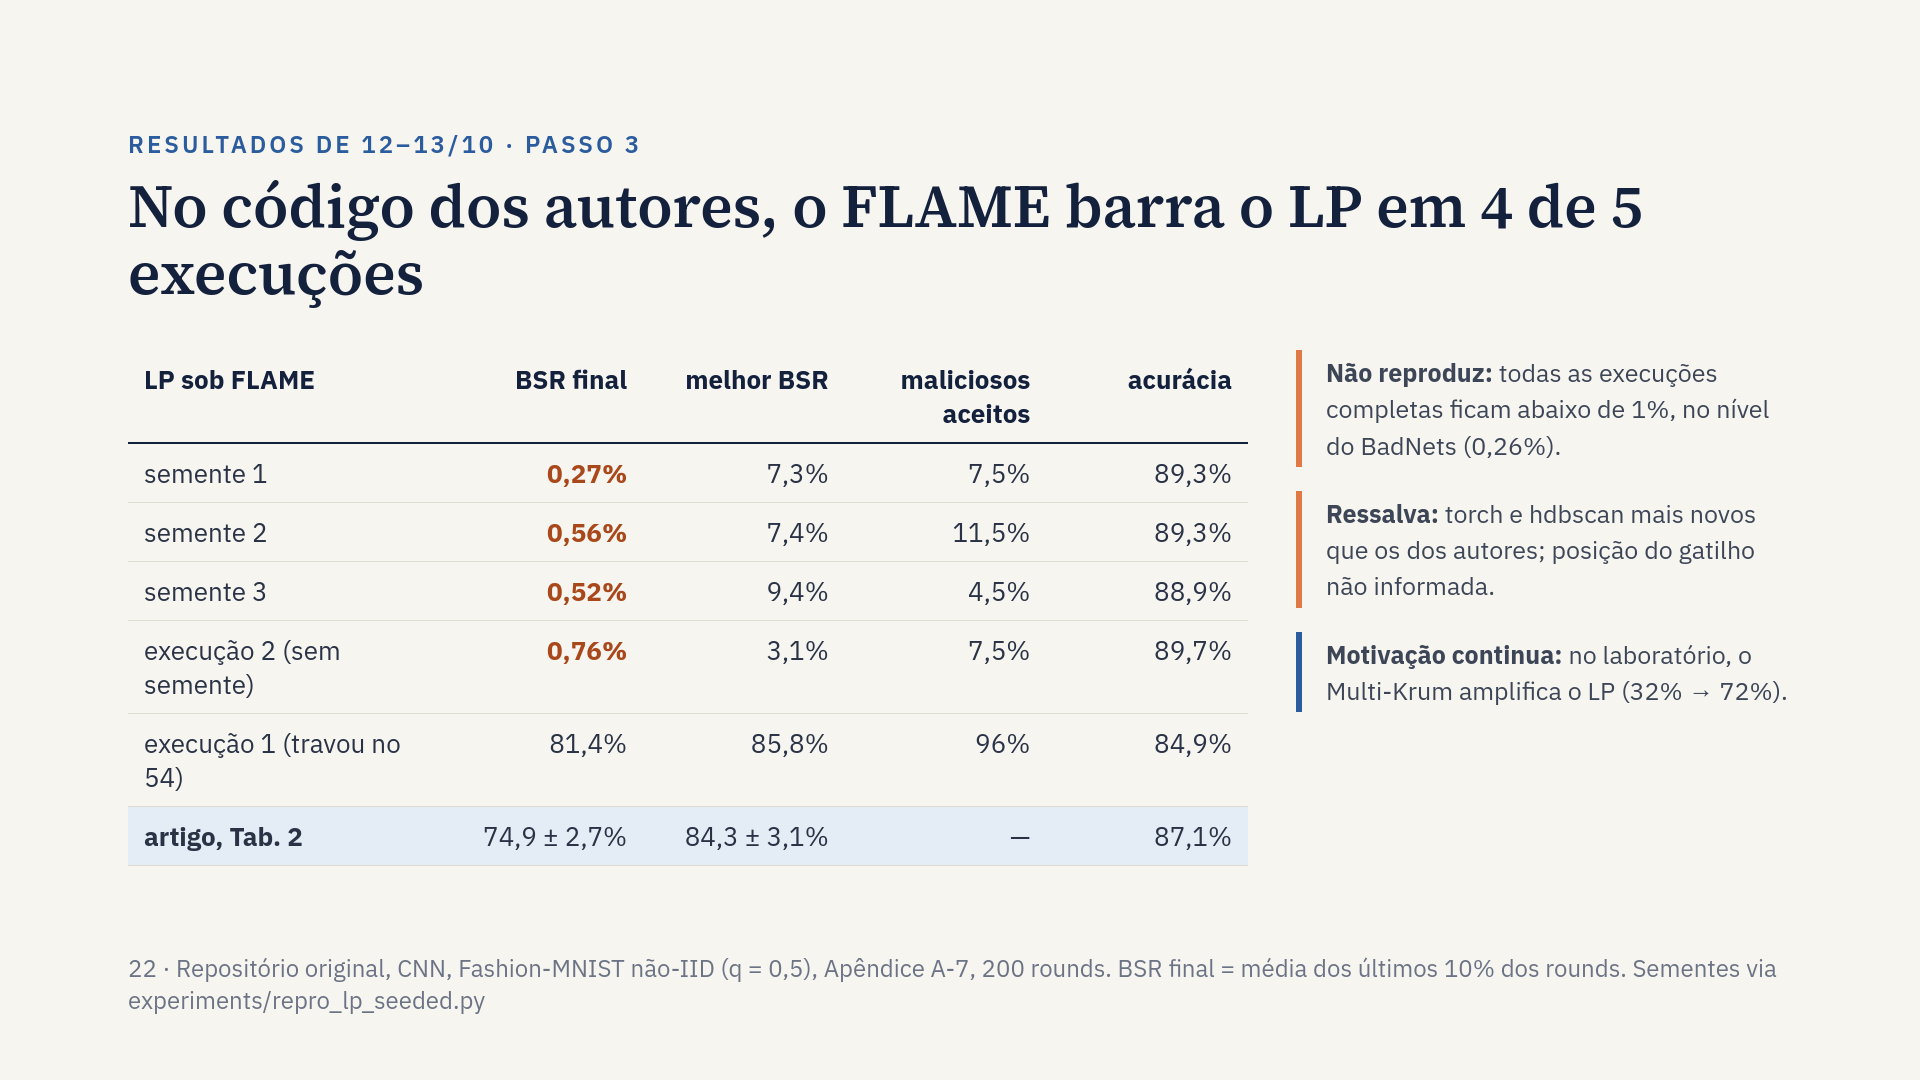 RESULTADOS DE 12–13/10 · PASSO 3
No código dos autores, o FLAME barra o LP em 4 de 5
execuções
LP sob FLAME BSR final melhor BSR maliciosos aceitos acurácia
semente 1 0,27% 7,3% 7,5% 89,3%
semente 2 0,56% 7,4% 11,5% 89,3%
semente 3 0,52% 9,4% 4,5% 88,9%
execução 2 (sem semente) 0,76% 3,1% 7,5% 89,7%
execução 1 (travou no 54) 81,4% 85,8% 96% 84,9%
artigo, Tab. 2 74,9 ± 2,7% 84,3 ± 3,1% — 87,1%
Não reproduz: todas as execuções
completas ficam abaixo de 1%, no nível
do BadNets (0,26%).
Ressalva: torch e hdbscan mais novos
que os dos autores; posição do gatilho
não informada.
Motivação continua: no laboratório, o
Multi-Krum amplifica o LP (32% → 72%).
22 · Repositório original, CNN, Fashion-MNIST não-IID (q = 0,5), Apêndice A-7, 200 rounds. BSR final = média dos últimos 10% dos rounds. Sementes via
experiments/repro_lp_seeded.py